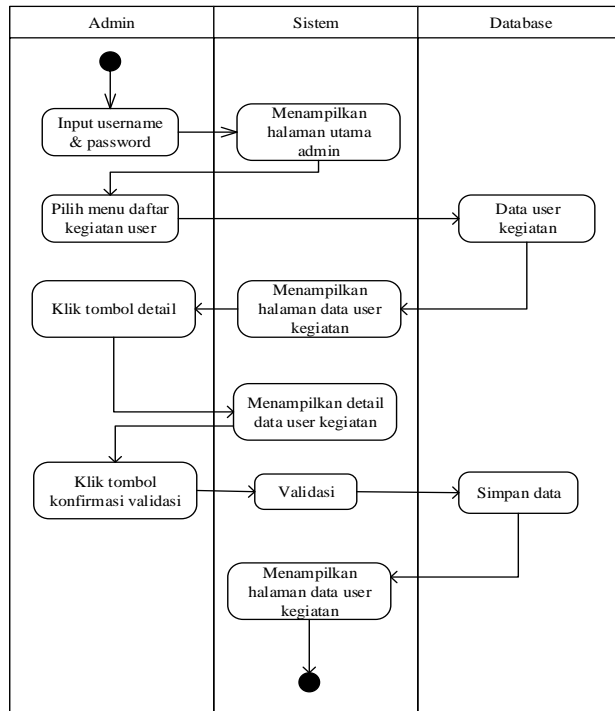 Admin
Sistem
Database
Input username
& password
Menampilkan
halaman utama
admin
Pilih menu daftar
kegiatan user
Data user
kegiatan
Klik tombol detail
Menampilkan
halaman data user
kegiatan
Menampilkan detail
data user kegiatan
Klik tombol
konfirmasi validasi
Validasi
Simpan data
Menampilkan
halaman data user
kegiatan